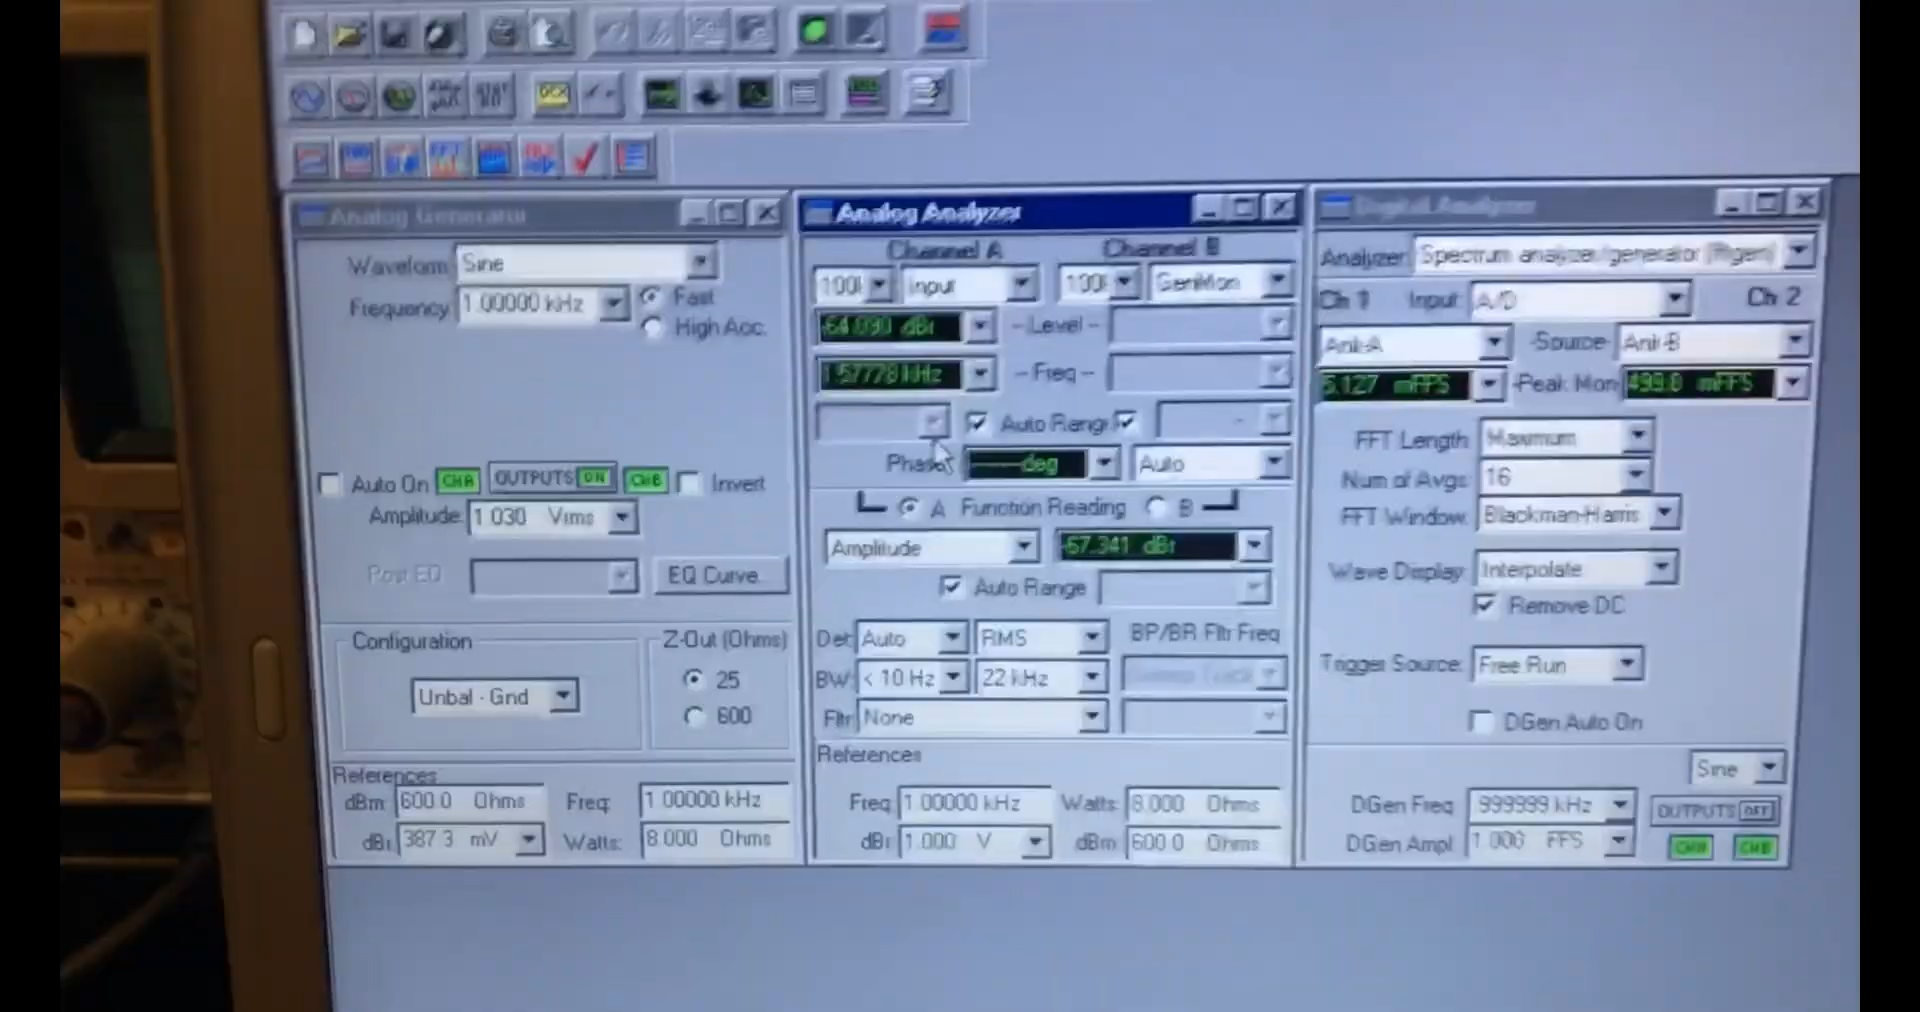 Analog Generator
Waveform: Sine
Frequency: 1.00000 kHz
Fast
High Acc.
Auto On CHA OUTPUTS ON CHB Invert
Amplitude: 1.030 Vrms
Post EQ
EQ Curve
Configuration
Unbal - Gnd
Z-Out (Ohms)
25
600
References
dBm: 600.0 Ohms Freq: 1.00000 kHz
dBr: 387.3 mV Watts: 8.000 Ohms
Analog Analyzer
Channel A Channel B
Input GenMon
-64.090 dBr - Level -
1.57778 kHz - Freq -
Auto Range
Phase: deg Auto
A Function Reading B
Amplitude -67.341 dBr
Auto Range
Det: Auto RMS BP/BR Fltr Freq
BW: < 10 Hz 22 kHz
Fltr: None
References
Freq: 1.00000 kHz Watts: 8.000 Ohms
dBr: 1.000 V dBm: 600.0 Ohms
Digital Analyzer
Analyzer: Spectrum analyzer/generator (fftgen)
Ch 1 Input: A/D Ch 2
Anlr-A -Source- Anlr-B
5.127 mFFS -Peak Mon- 499.0 mFFS
FFT Length: Maximum
Num of Avgs: 16
FFT Window: Blackman-Harris
Wave Display: Interpolate
Remove DC
Trigger Source: Free Run
DGen Auto On
Sine
DGen Freq .999999 kHz OUTPUTS OFF
DGen Ampl 1.000 FFS CHA CHB